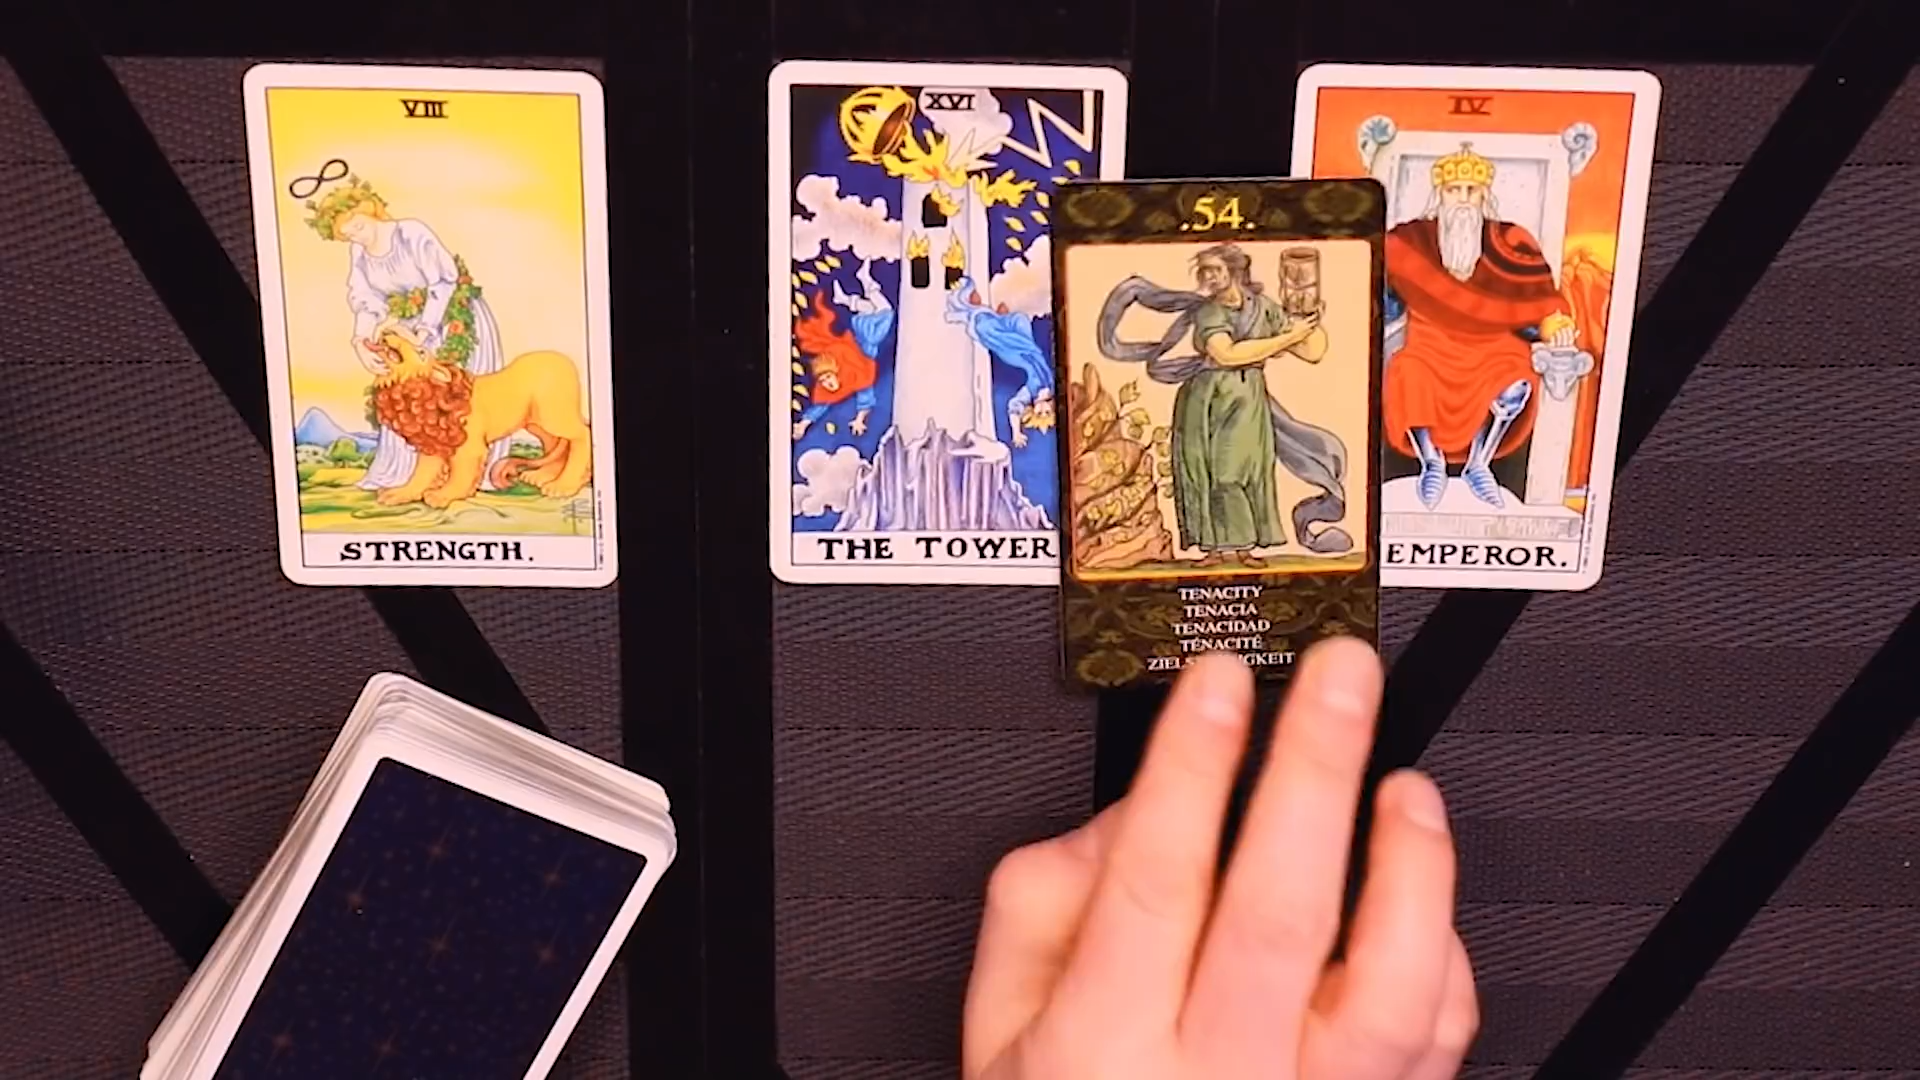 VIII
STRENGTH.
XVI
THE TOWER
IV
EMPEROR.
.54.
TENACITY
TENACIA
TENACIDAD
TÉNACITÉ